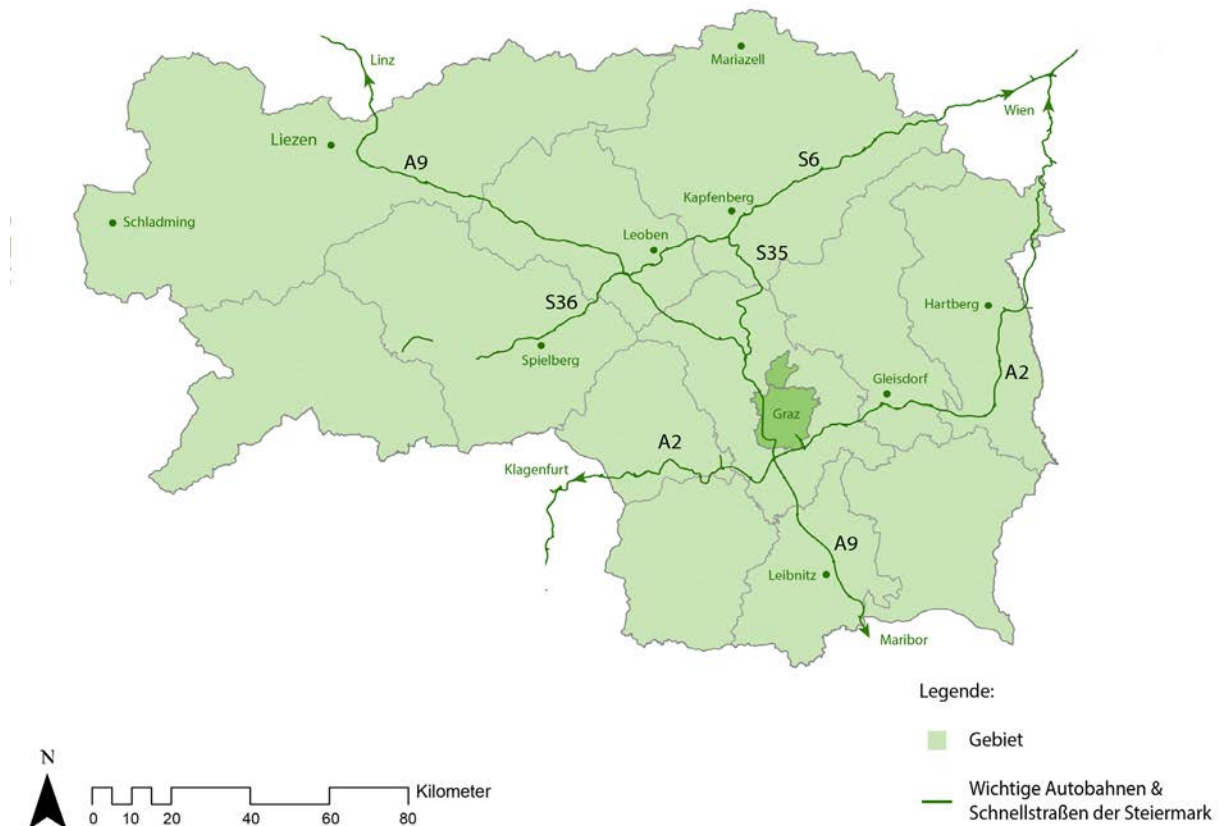 Linz
Mariazell
Wien
Liezen
A9
S6
Kapfenberg
Schladming
Leoben
S35
S36
Hartberg
Spielberg
Gleisdorf
A2
Graz
A2
Klagenfurt
A9
Leibnitz
Maribor
Legende:
Gebiet
Wichtige Autobahnen &
Schnellstraßen der Steiermark
N
Kilometer
0 10 20 40 60 80